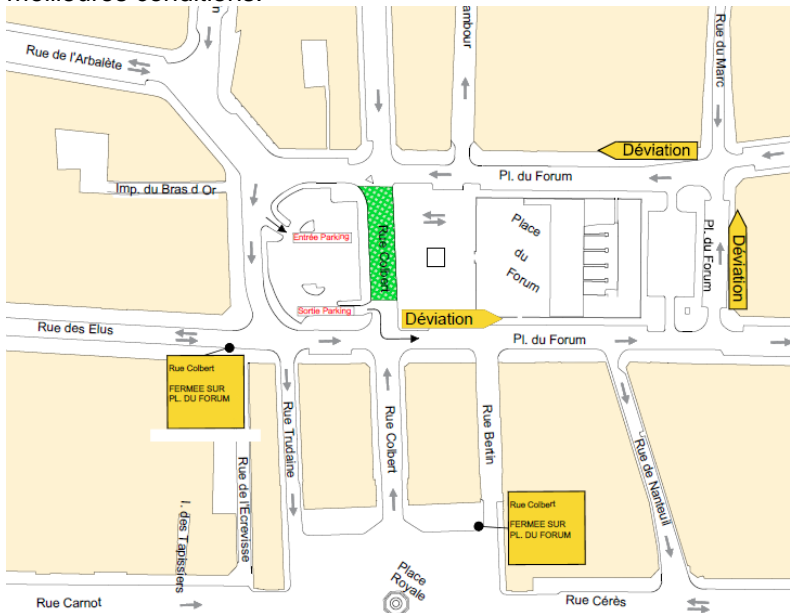 meilleures conditions.
ambour
Rue du Marc
Rue de l'Arbalète
Déviation
Pl. du Forum
Imp. du Bras d Or
Entrée Parking
Rue Colbert
Place
du
Forum
Pl. du Forum
Déviation
Sortie Parking
Déviation
Rue des Elus
Pl. du Forum
Rue Colbert
FERMEE SUR
PL. DU FORUM
Rue Trudaine
Rue Colbert
Rue Bertin
Rue de Nanteuil
Rue de l'Ecrevisse
I. des Tapissiers
Rue Colbert
FERMEE SUR
PL. DU FORUM
Place
Royale
Rue Carnot
Rue Cérès